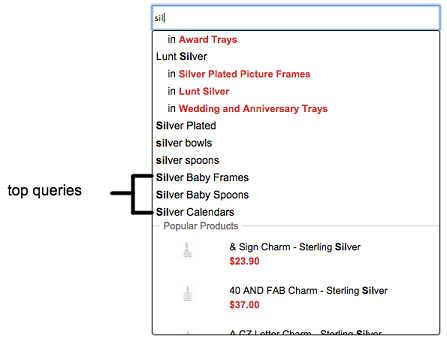 sil
in Award Trays
Lunt Silver
in Silver Plated Picture Frames
in Lunt Silver
in Wedding and Anniversary Trays
Silver Plated
silver bowls
silver spoons
Silver Baby Frames
top queries
Silver Baby Spoons
Silver Calendars
Popular Products
& Sign Charm - Sterling Silver
$23.90
40 AND FAB Charm - Sterling Silver
$37.00
A CZ Letter Charm - Sterling Silver